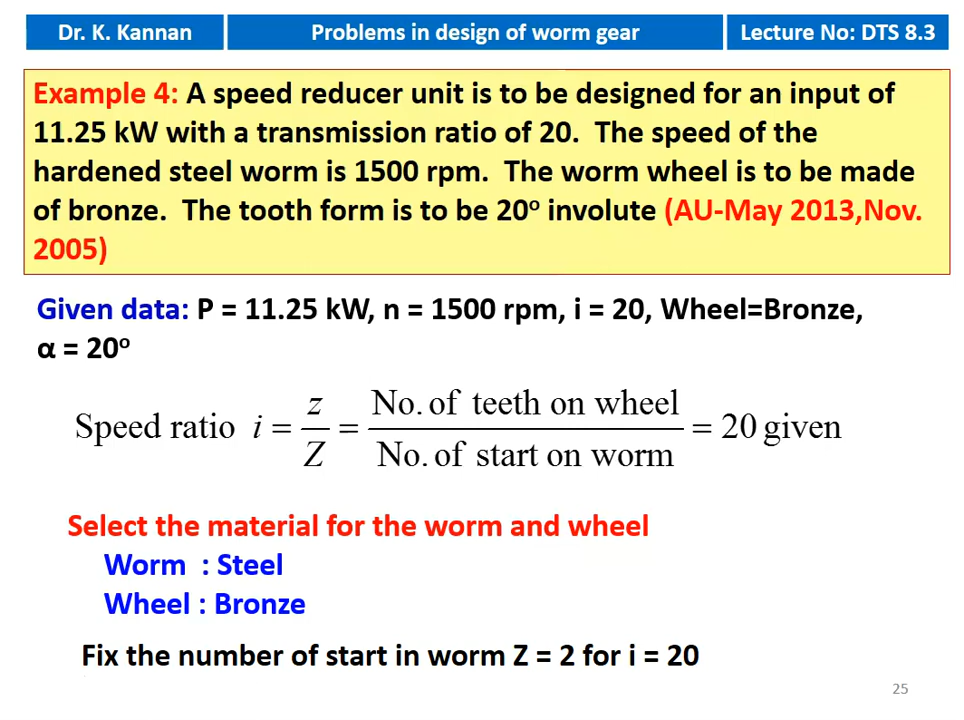 Dr. K. Kannan
Problems in design of worm gear
Lecture No: DTS 8.3
Example 4: A speed reducer unit is to be designed for an input of
11.25 kW with a transmission ratio of 20. The speed of the
hardened steel worm is 1500 rpm. The worm wheel is to be made
of bronze. The tooth form is to be 20° involute (AU-May 2013,Nov.
2005)
Given data: P = 11.25 kW, n = 1500 rpm, i = 20, Wheel=Bronze,
α = 20°
Speed ratio i = z/Z = No. of teeth on wheel / No. of start on worm = 20 given
Select the material for the worm and wheel
Worm : Steel
Wheel : Bronze
Fix the number of start in worm Z = 2 for i = 20
25